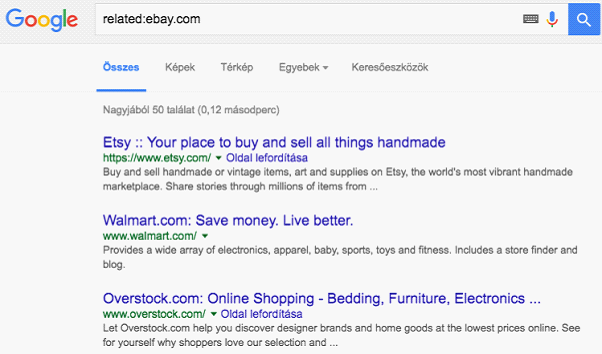 Google related:ebay.com
Összes Képek Térkép Egyebek Keresőeszközök
Nagyjából 50 találat (0,12 másodperc)
Etsy :: Your place to buy and sell all things handmade
https://www.etsy.com/ Oldal lefordítása
Buy and sell handmade or vintage items, art and supplies on Etsy, the world's most vibrant handmade
marketplace. Share stories through millions of items from ...
Walmart.com: Save money. Live better.
www.walmart.com/
Provides a wide array of electronics, apparel, baby, sports, toys and fitness. Includes a store finder and
blog.
Overstock.com: Online Shopping - Bedding, Furniture, Electronics ...
www.overstock.com/ Oldal lefordítása
Let Overstock.com help you discover designer brands and home goods at the lowest prices online. See
for yourself why shoppers love our selection and ...